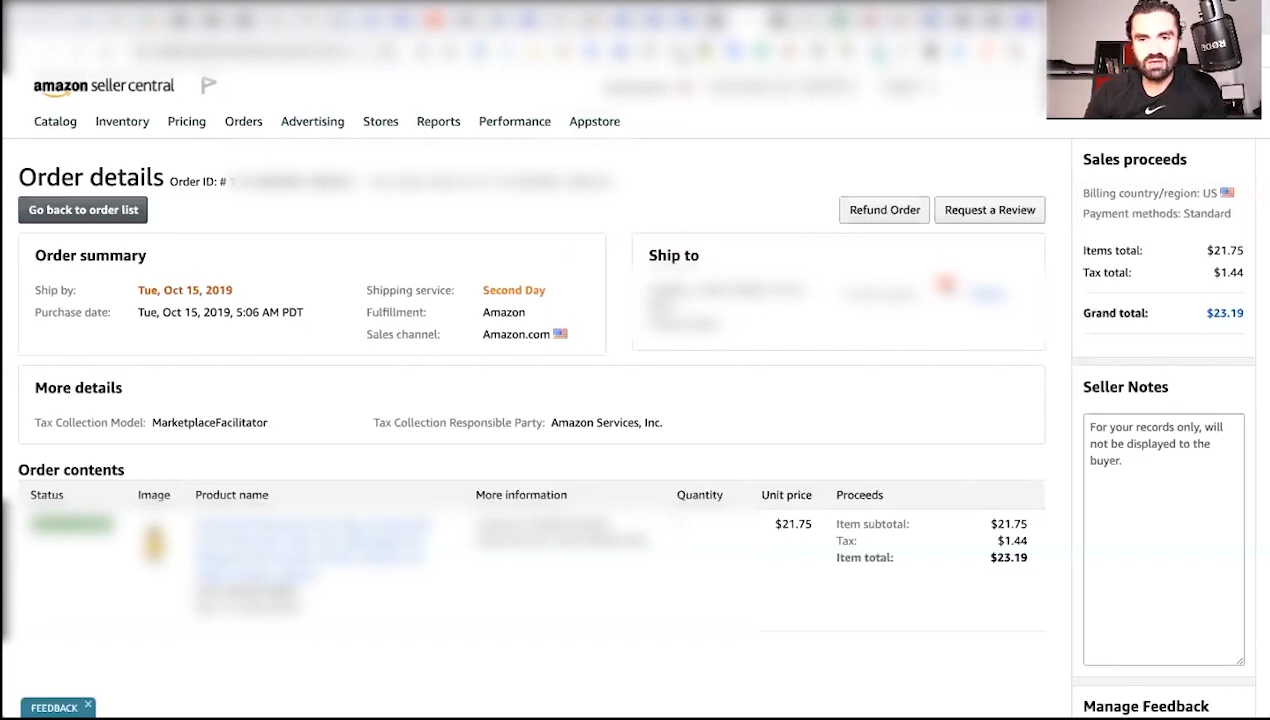 RØDE
amazon seller central
Catalog Inventory Pricing Orders Advertising Stores Reports Performance Appstore
Order details Order ID: #
Go back to order list
Refund Order
Request a Review
Order summary
Ship by: Tue, Oct 15, 2019
Purchase date: Tue, Oct 15, 2019, 5:06 AM PDT
Shipping service: Second Day
Fulfillment: Amazon
Sales channel: Amazon.com
Ship to
More details
Tax Collection Model: MarketplaceFacilitator
Tax Collection Responsible Party: Amazon Services, Inc.
Order contents
Status Image Product name More information Quantity Unit price Proceeds
$21.75 Item subtotal: $21.75
Tax: $1.44
Item total: $23.19
Sales proceeds
Billing country/region: US
Payment methods: Standard
Items total: $21.75
Tax total: $1.44
Grand total: $23.19
Seller Notes
For your records only, will
not be displayed to the
buyer.
Manage Feedback
FEEDBACK ×